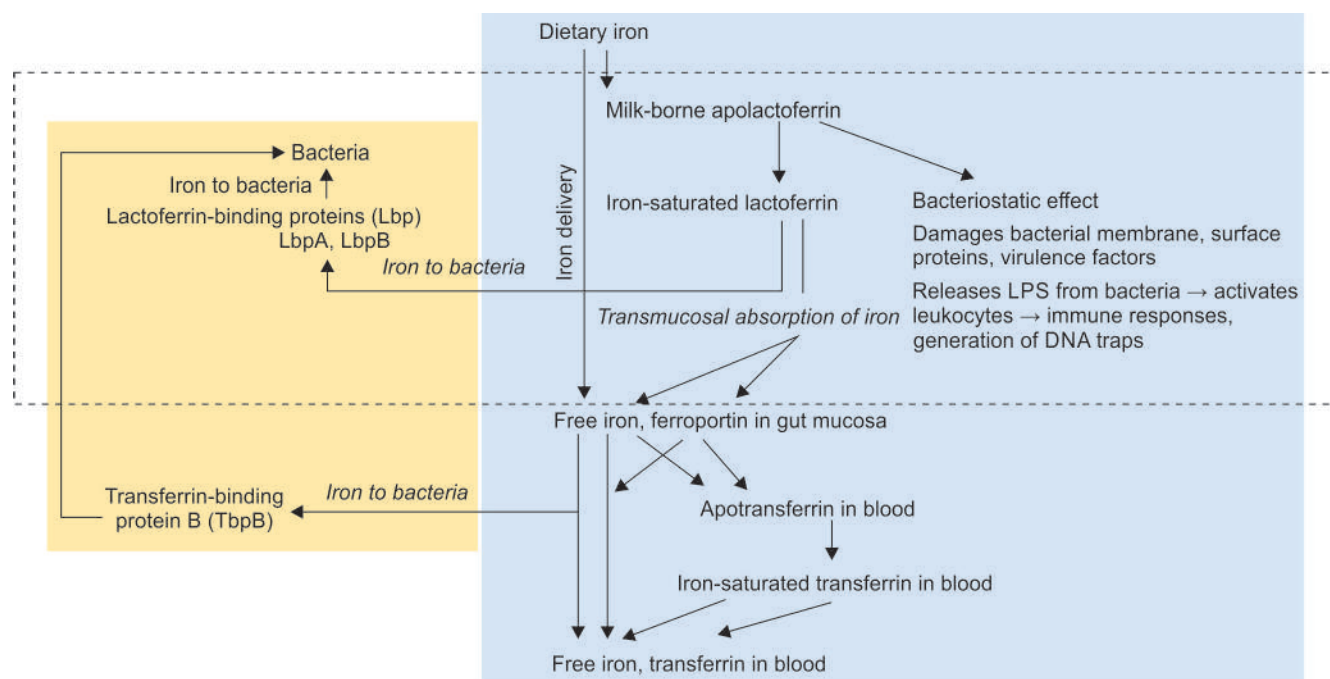 Dietary iron
Milk-borne apolactoferrin
Bacteria
Iron to bacteria
Lactoferrin-binding proteins (Lbp)
LbpA, LbpB
Iron delivery
Iron-saturated lactoferrin
Bacteriostatic effect
Damages bacterial membrane, surface
proteins, virulence factors
Releases LPS from bacteria → activates
leukocytes → immune responses,
generation of DNA traps
Iron to bacteria
Transmucosal absorption of iron
Free iron, ferroportin in gut mucosa
Iron to bacteria
Transferrin-binding
protein B (TbpB)
Apotransferrin in blood
Iron-saturated transferrin in blood
Free iron, transferrin in blood